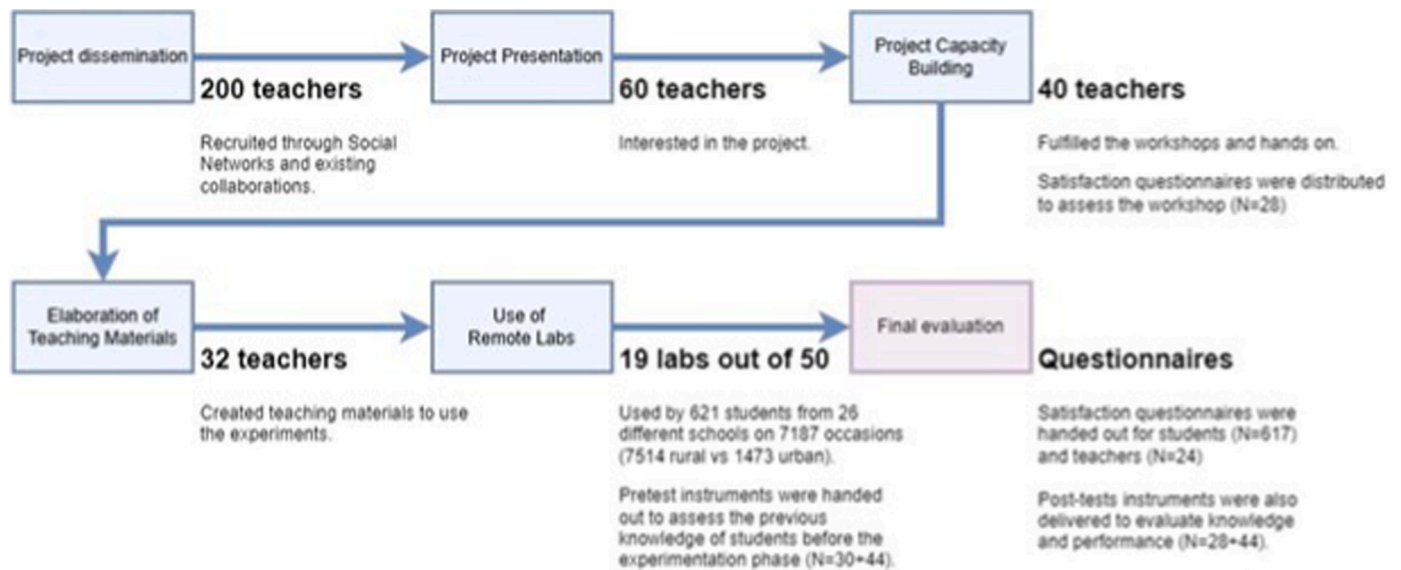 Project dissemination
200 teachers
Recruited through Social
Networks and existing
collaborations.
Project Presentation
60 teachers
Interested in the project.
Project Capacity
Building
40 teachers
Fulfilled the workshops and hands on.
Satisfaction questionnaires were distributed
to assess the workshop (N=28)
Elaboration of
Teaching Materials
32 teachers
Created teaching materials to use
the experiments.
Use of
Remote Labs
19 labs out of 50
Used by 621 students from 26
different schools on 7187 occasions
(7514 rural vs 1473 urban).
Pretest instruments were handed
out to assess the previous
knowledge of students before the
experimentation phase (N=30+44).
Final evaluation
Questionnaires
Satisfaction questionnaires were
handed out for students (N=617)
and teachers (N=24)
Post-tests instruments were also
delivered to evaluate knowledge
and performance (N=28+44).